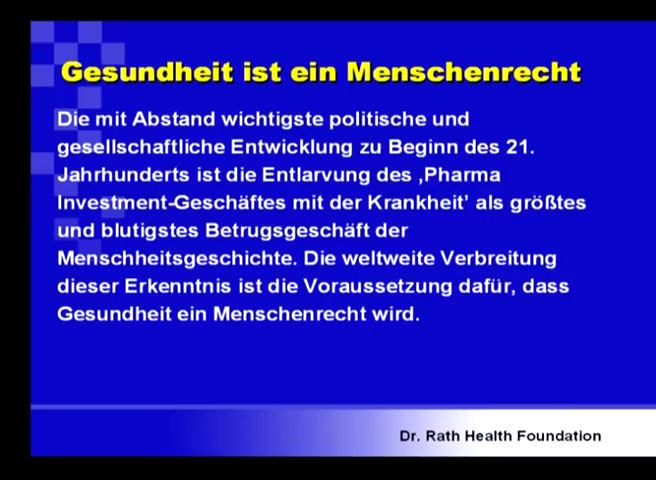 Gesundheit ist ein Menschenrecht
Die mit Abstand wichtigste politische und
gesellschaftliche Entwicklung zu Beginn des 21.
Jahrhunderts ist die Entlarvung des ‚Pharma
Investment-Geschäftes mit der Krankheit’ als größtes
und blutigstes Betrugsgeschäft der
Menschheitsgeschichte. Die weltweite Verbreitung
dieser Erkenntnis ist die Voraussetzung dafür, dass
Gesundheit ein Menschenrecht wird.
Dr. Rath Health Foundation